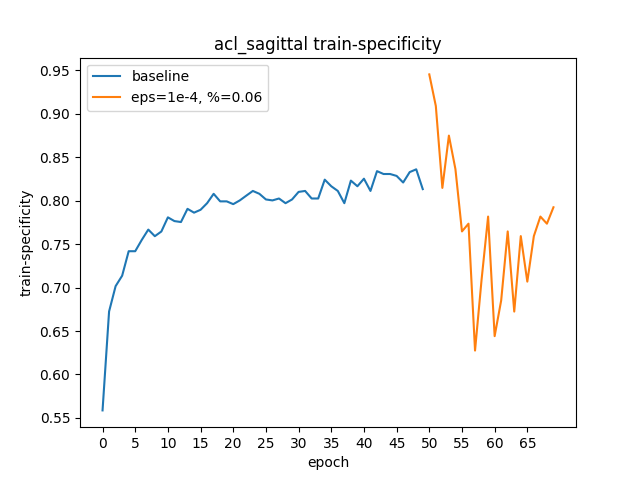 acl_sagittal train-specificity
baseline
eps=1e-4, %=0.06
train-specificity
0.95
0.90
0.85
0.80
0.75
0.70
0.65
0.60
0.55
0 5 10 15 20 25 30 35 40 45 50 55 60 65
epoch